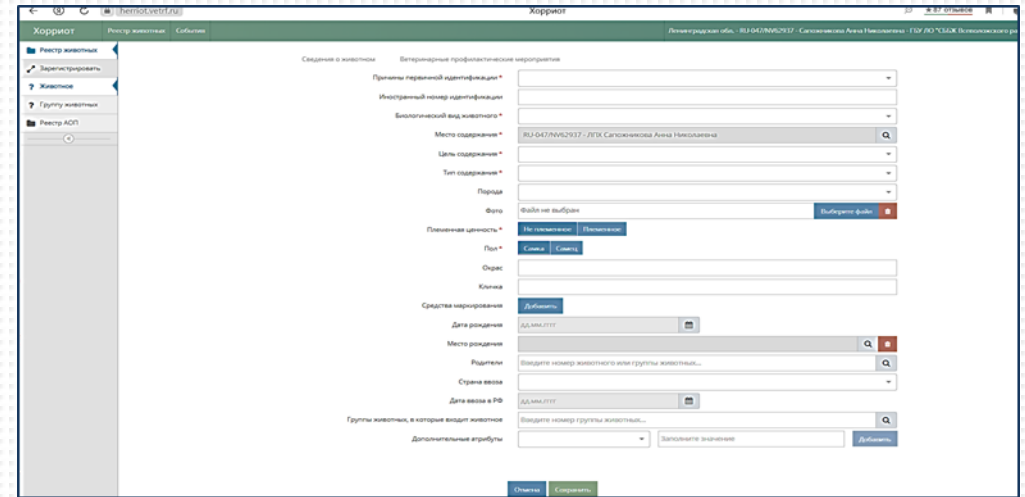 herriot.vetrf.ru
Хорриот
★87 отзывов
Хорриот
Реестр животных
События
Ленинградская обл. - RU-047/NV62937 - Сапожникова Анна Николаевна - ГБУ ЛО "СББЖ Всеволожского ра
Реестр животных
Зарегистрировать
? Животное
? Группу животных
Реестр АОП
Сведения о животном
Ветеринарные профилактические мероприятия
Причины первичной идентификации *
Иностранный номер идентификации
Биологический вид животного *
Место содержания * RU-047/NV62937 - ЛПХ Сапожникова Анна Николаевна
Цель содержания *
Тип содержания *
Порода
Фото Файл не выбран Выберите файл
Племенная ценность * Не племенное Племенное
Пол * Самка Самец
Окрас
Кличка
Средства маркирования Добавить
Дата рождения дд.мм.гггг
Место рождения
Родители Введите номер животного или группы животных...
Страна ввоза
Дата ввоза в РФ дд.мм.гггг
Группы животных, в которые входит животное Введите номер группы животных...
Дополнительные атрибуты Заполните значение Добавить
Отмена Сохранить